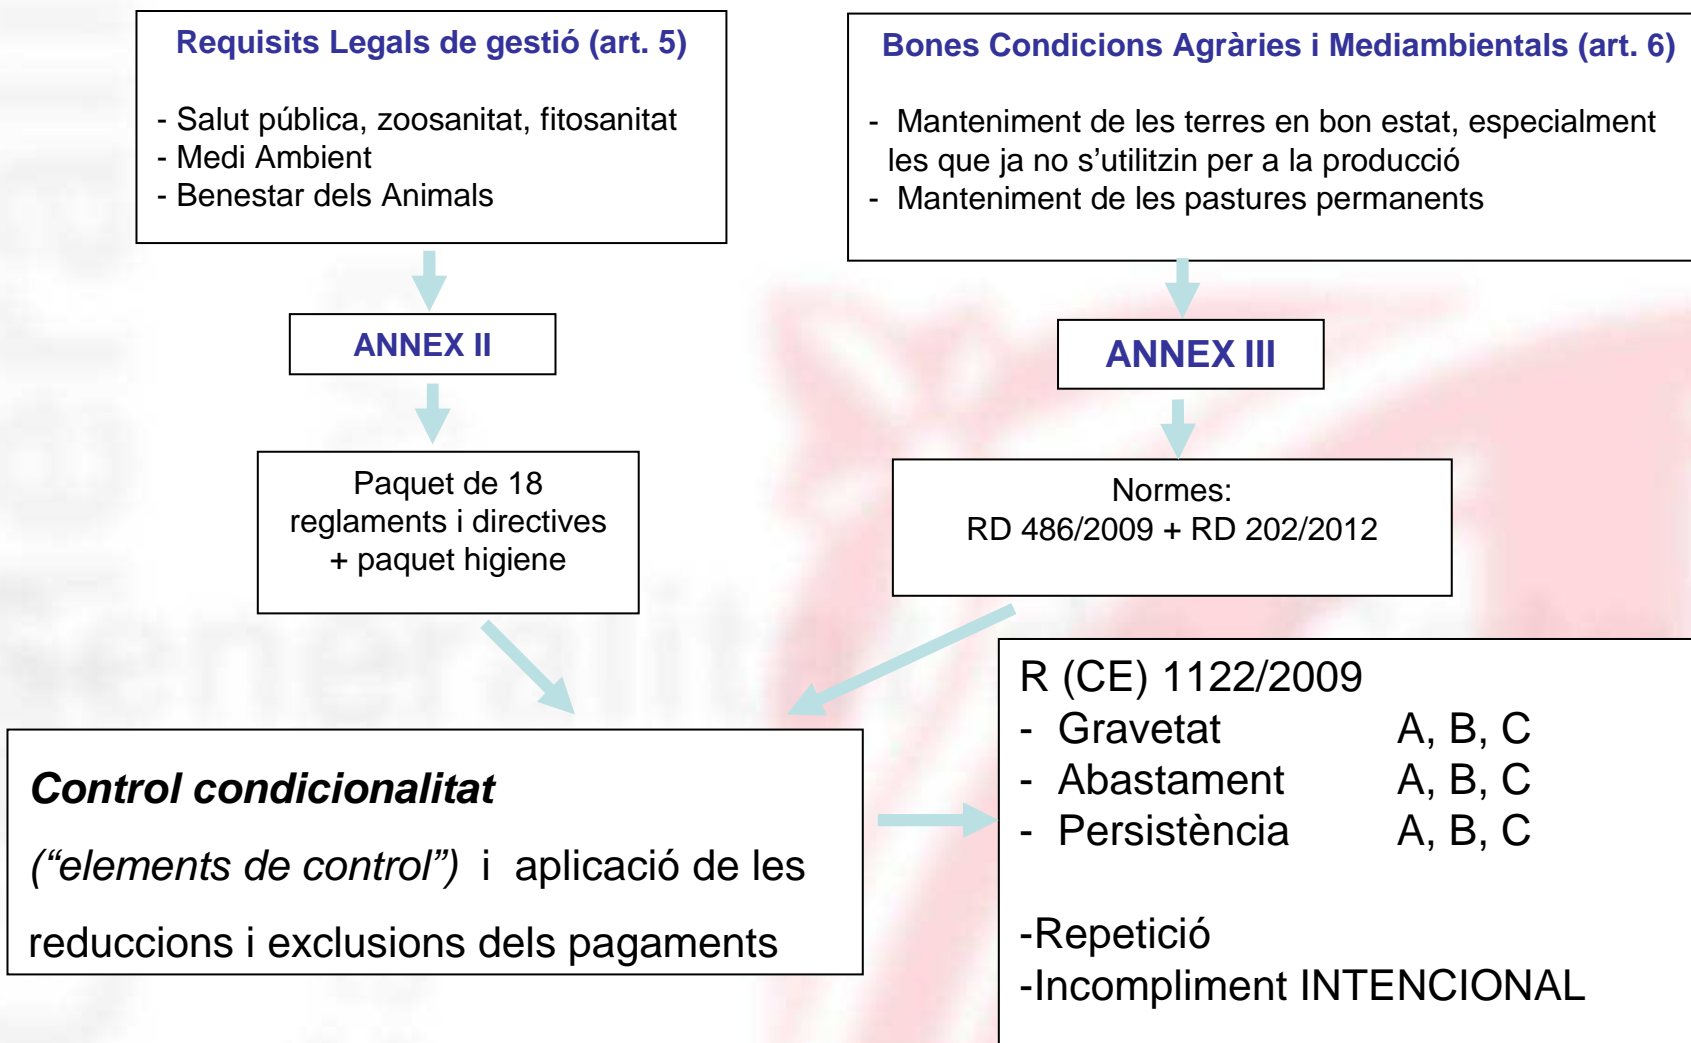 Requisits Legals de gestió (art. 5)
- Salut pública, zoosanitat, fitosanitat
- Medi Ambient
- Benestar dels Animals
Bones Condicions Agràries i Mediambientals (art. 6)
- Manteniment de les terres en bon estat, especialment
les que ja no s’utilitzin per a la producció
- Manteniment de les pastures permanents
ANNEX II
ANNEX III
Paquet de 18
reglaments i directives
+ paquet higiene
Normes:
RD 486/2009 + RD 202/2012
Control condicionalitat
(“elements de control”) i aplicació de les
reduccions i exclusions dels pagaments
R (CE) 1122/2009
- Gravetat A, B, C
- Abastament A, B, C
- Persistència A, B, C
-Repetició
-Incompliment INTENCIONAL